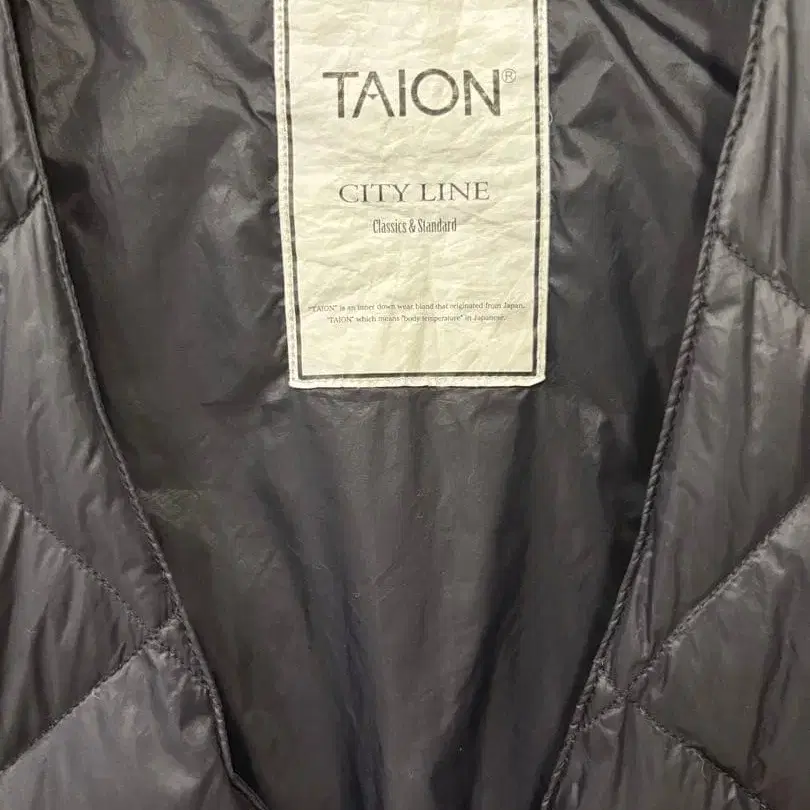 TAION®
CITY LINE
Classics & Standard
"TAION" is an inner down wear bland that originated from Japan.
"TAION" which means "body temperature" in Japanese.